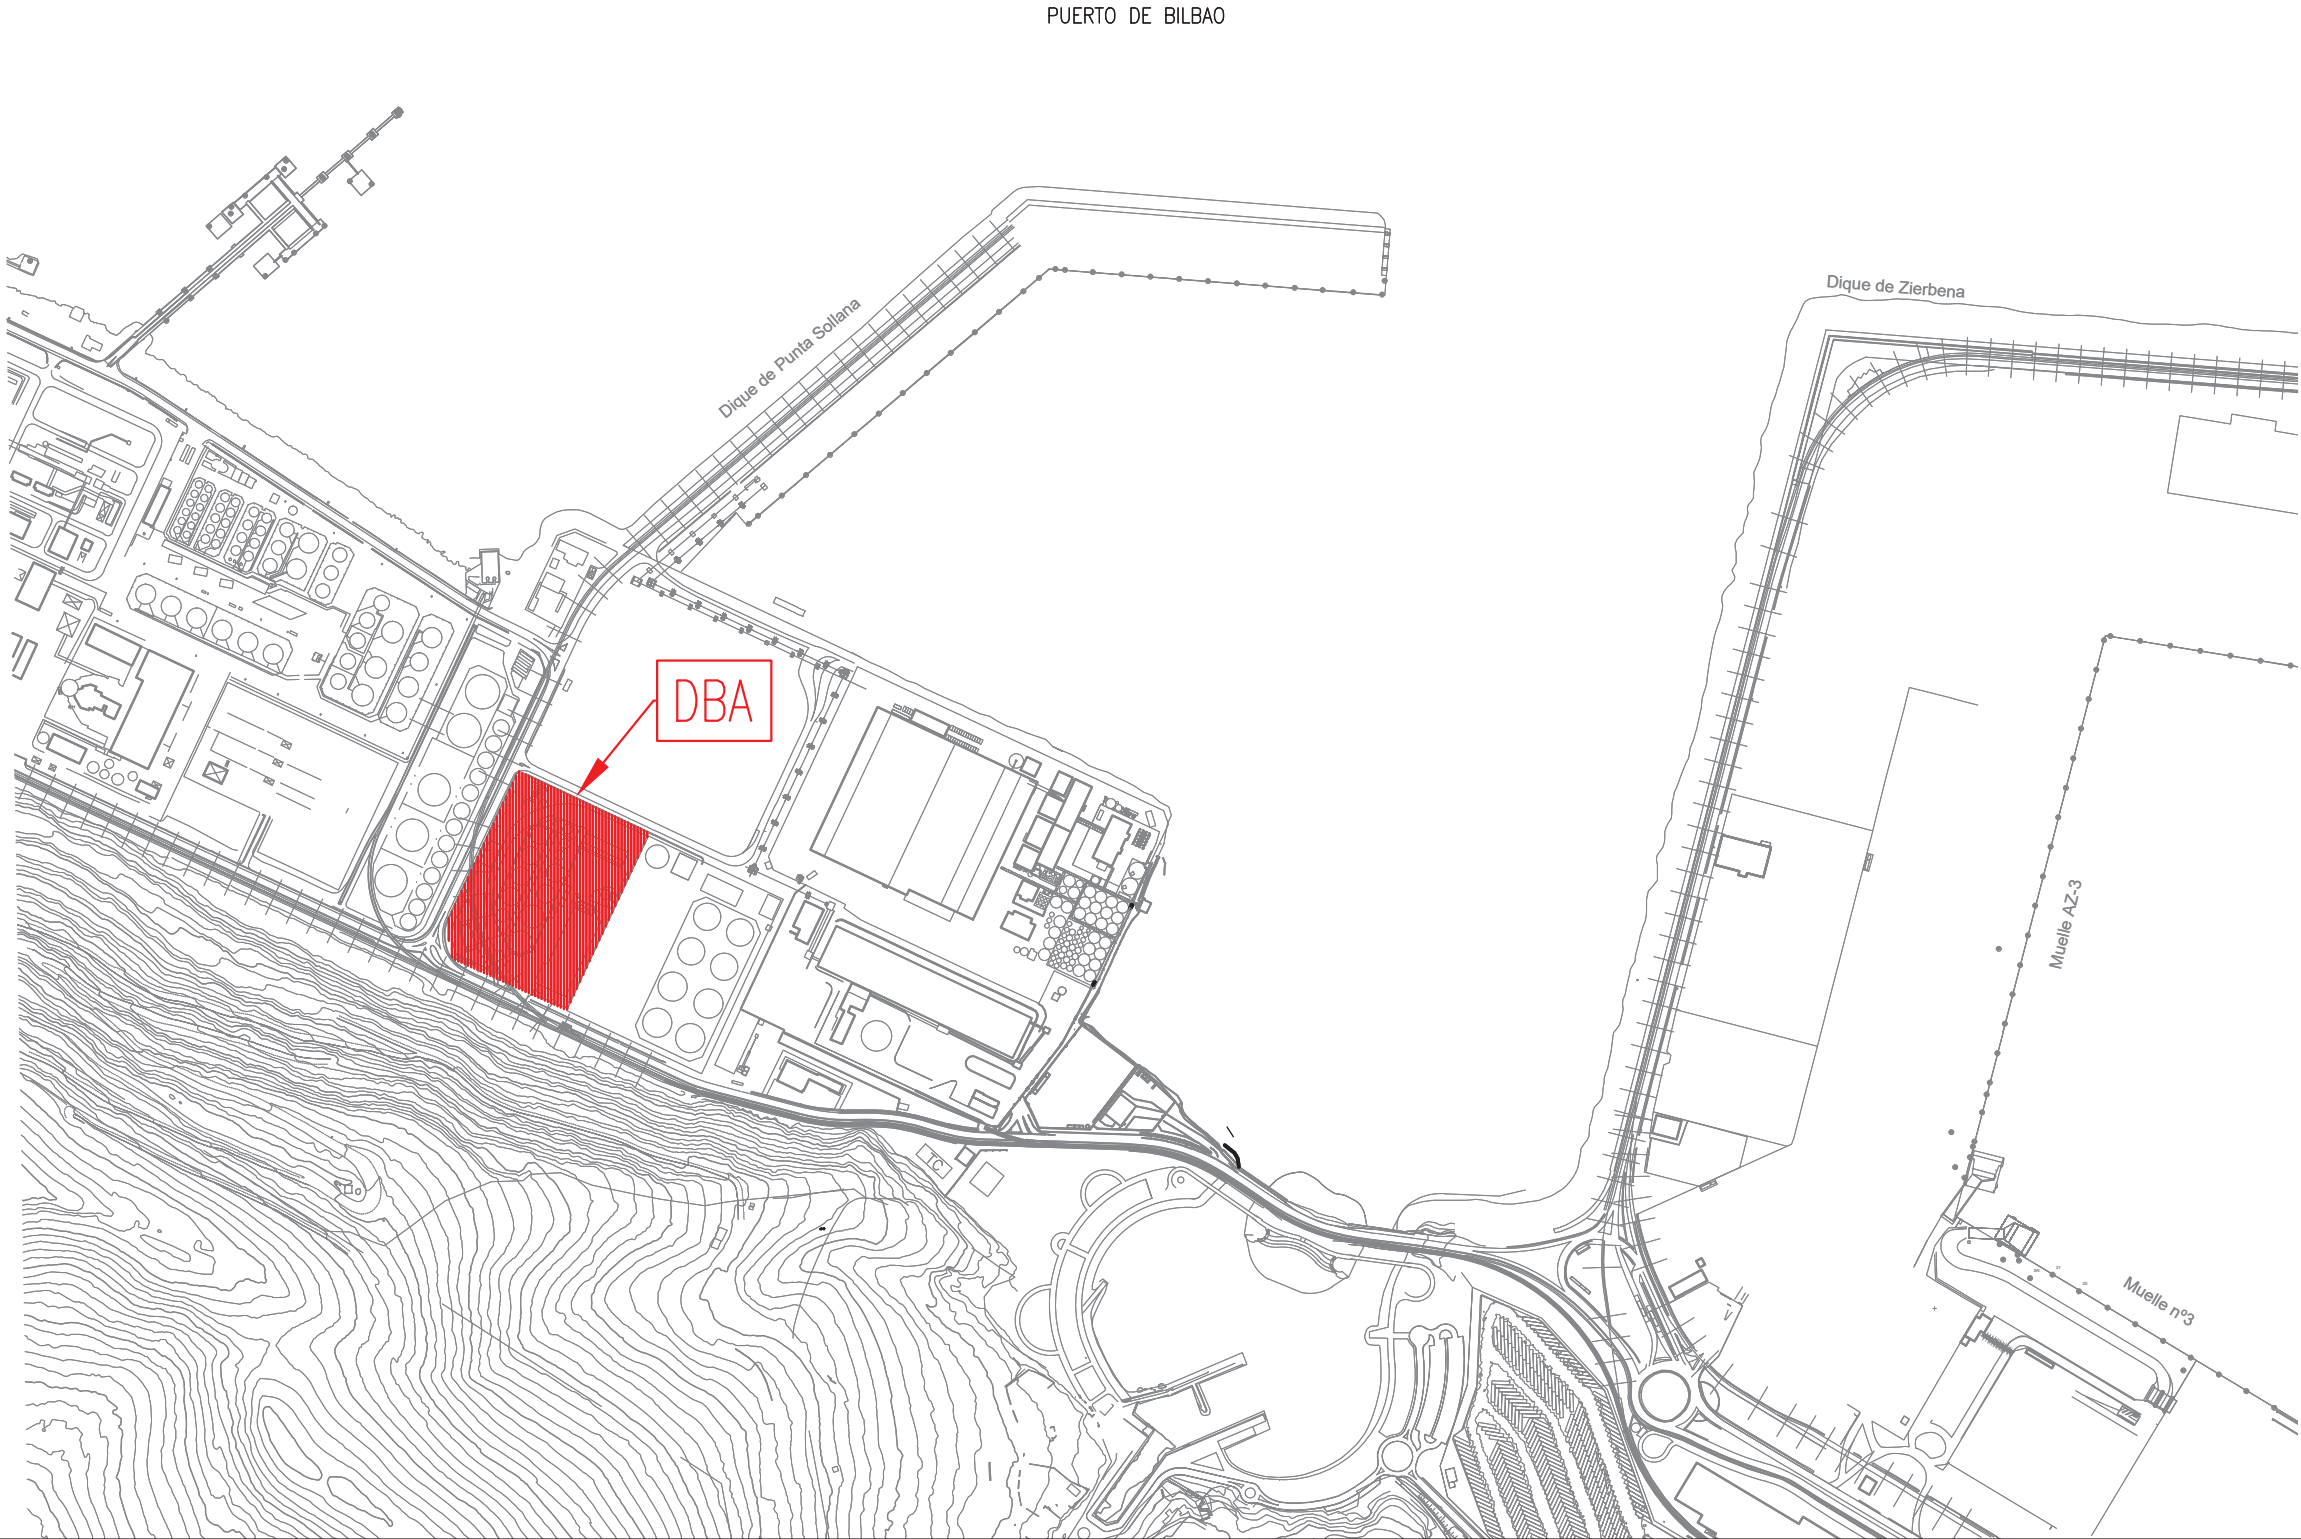 PUERTO DE BILBAO
Dique de Zierbena
Dique de Punta Sollana
DBA
Muelle AZ-3
TC
Muelle nº3